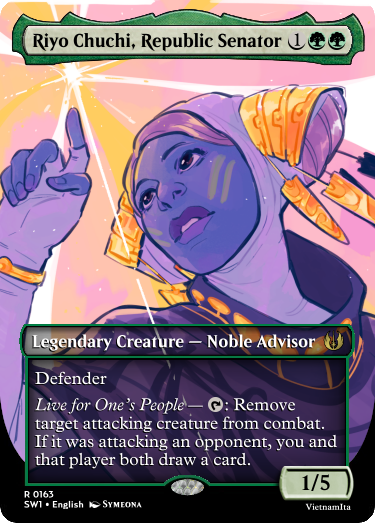 Riyo Chuchi, Republic Senator 1
Legendary Creature — Noble Advisor
Defender
Live for One's People — : Remove
target attacking creature from combat.
If it was attacking an opponent, you and
that player both draw a card.
1/5
R 0163
SW1 • English SYMEONA
VietnamIta